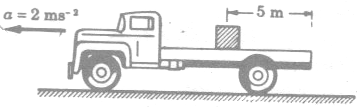 a = 2 ms⁻²
5 m